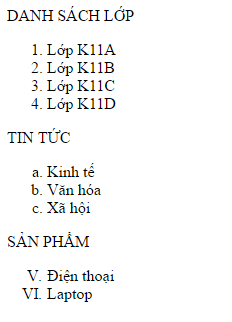 DANH SÁCH LỚP
1. Lớp K11A
2. Lớp K11B
3. Lớp K11C
4. Lớp K11D
TIN TỨC
a. Kinh tế
b. Văn hóa
c. Xã hội
SẢN PHẨM
V. Điện thoại
VI. Laptop